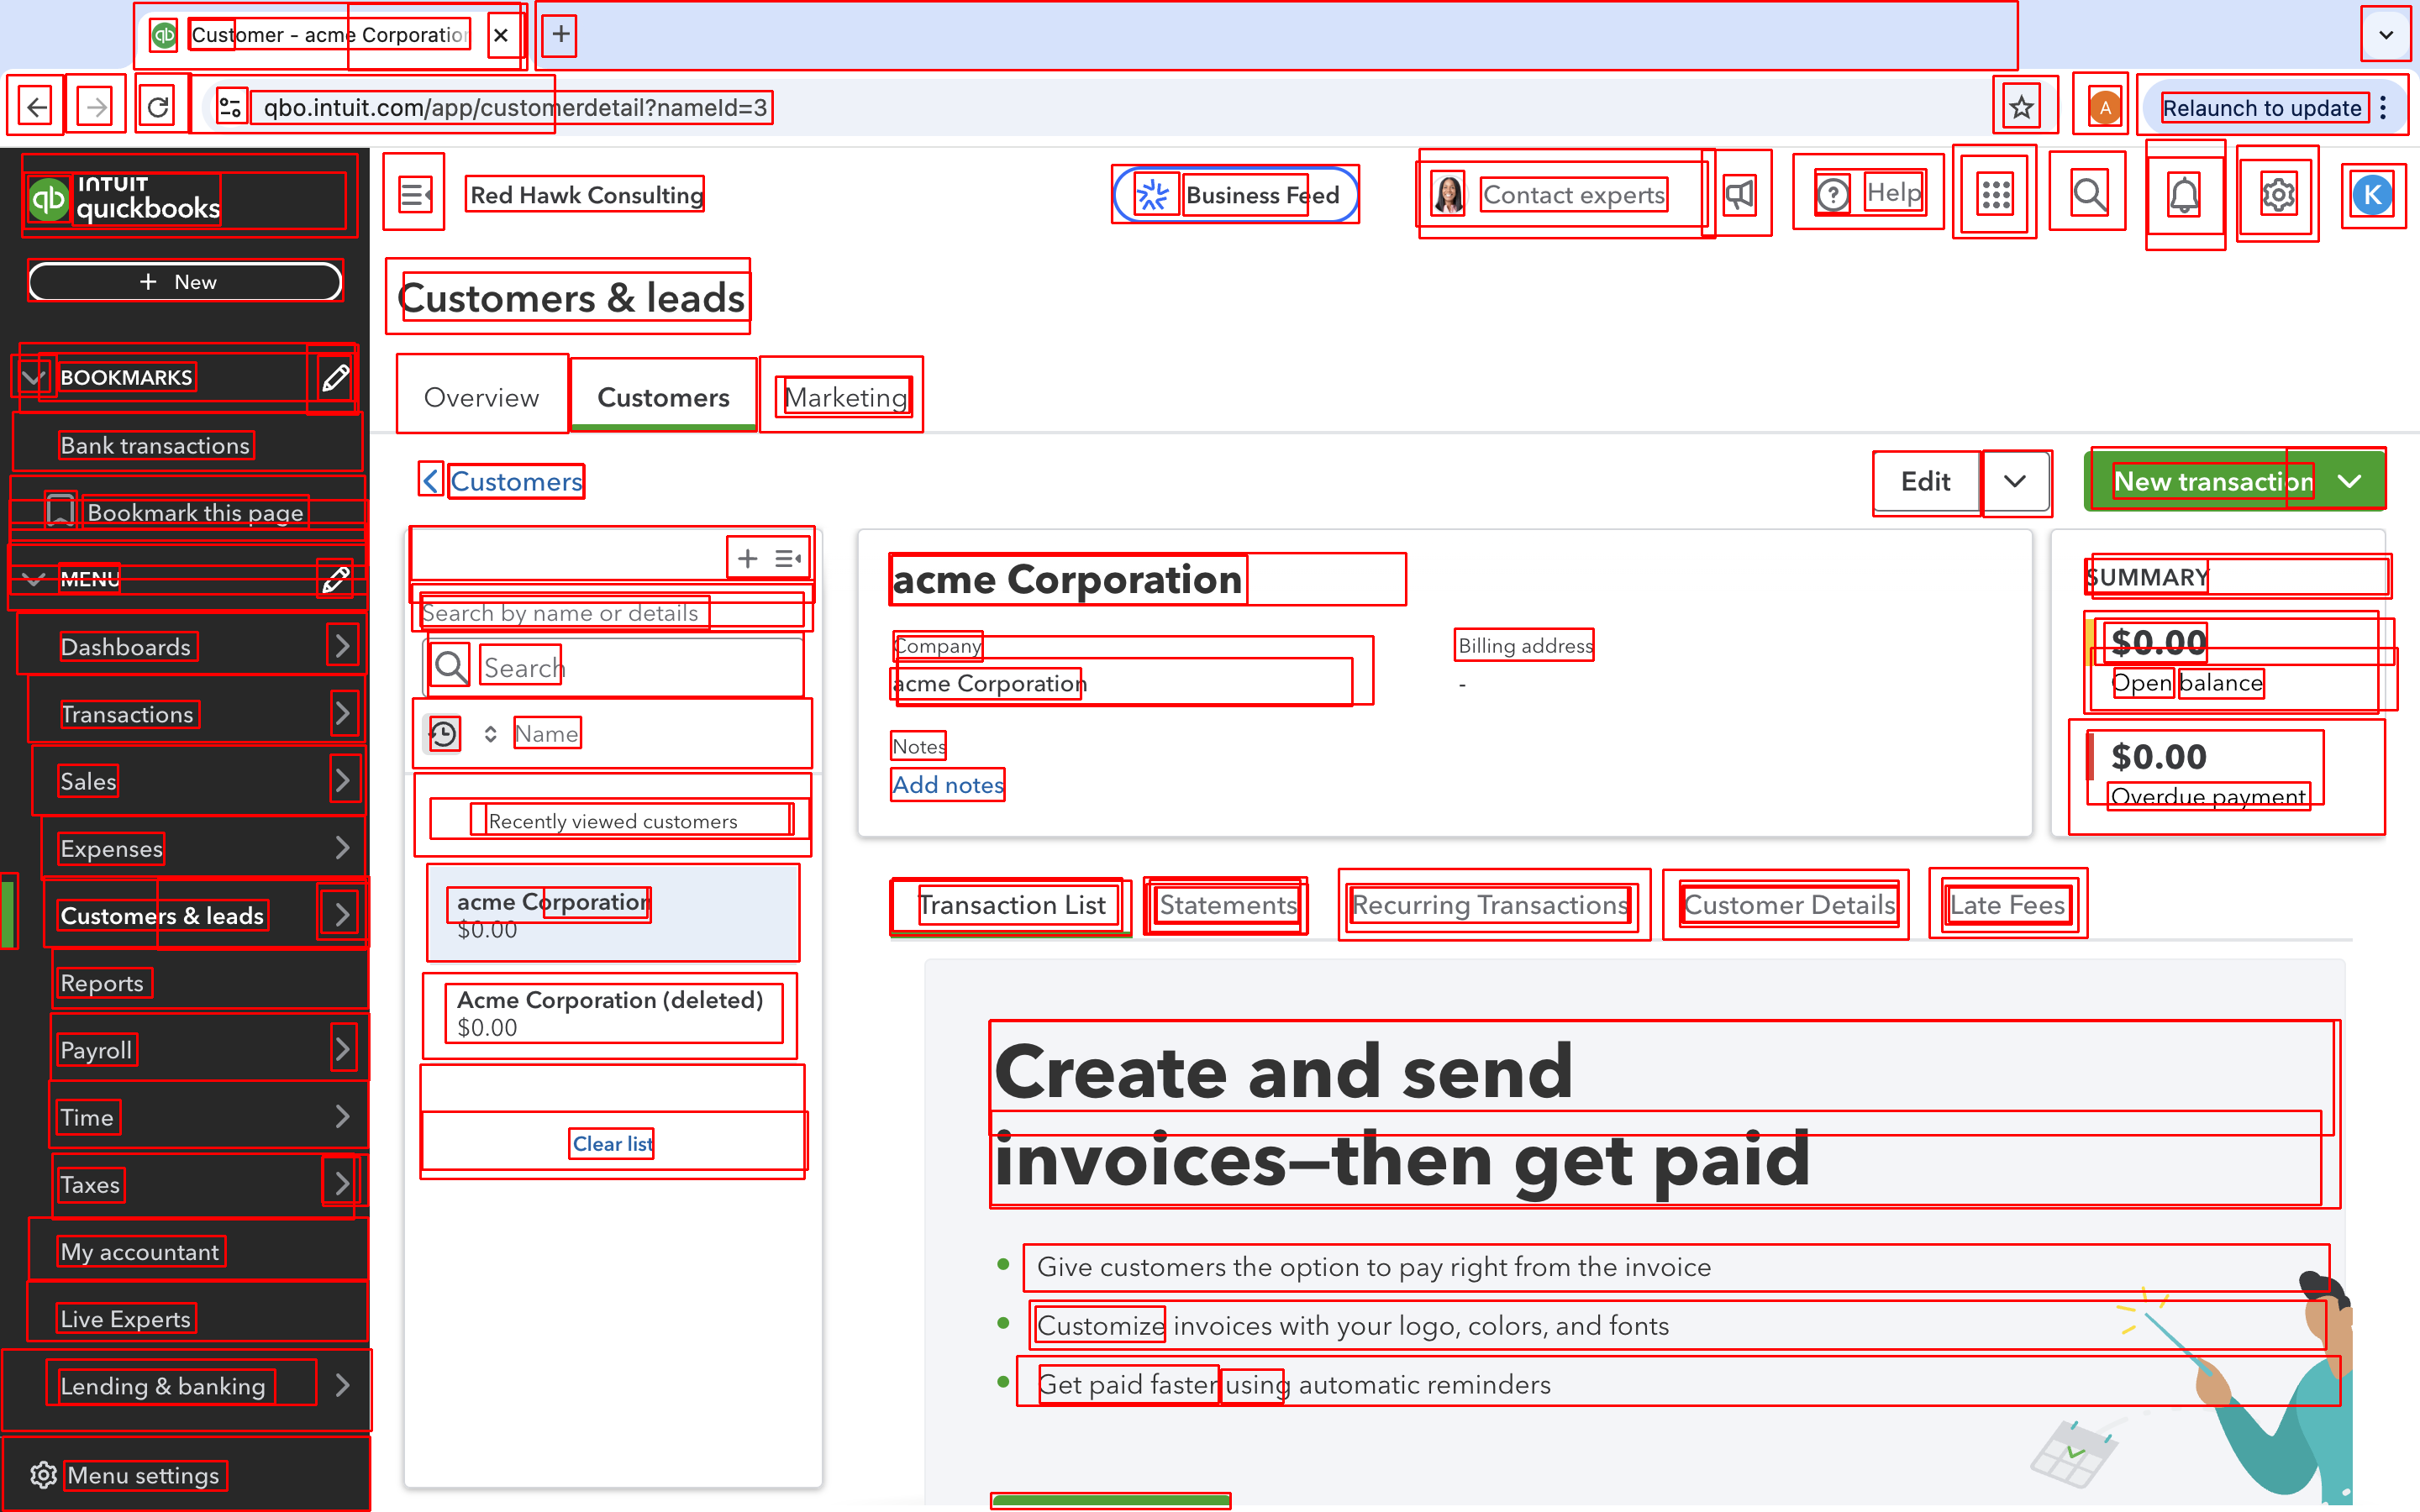 Customer - acme Corporation
qbo.intuit.com/app/customerdetail?nameId=3
A
Relaunch to update
qb
INTUIT
quickbooks
Red Hawk Consulting
Business Feed
Contact experts
Help
K
+ New
Customers & leads
BOOKMARKS
Overview
Customers
Marketing
Bank transactions
Customers
Edit
New transaction
Bookmark this page
MENU
acme Corporation
SUMMARY
Search by name or details
Dashboards
Search
Company
Billing address
$0.00
acme Corporation
-
Open balance
Transactions
Name
Notes
$0.00
Sales
Add notes
Overdue payment
Recently viewed customers
Expenses
acme Corporation
$0.00
Transaction List
Statements
Recurring Transactions
Customer Details
Late Fees
Customers & leads
Reports
Acme Corporation (deleted)
$0.00
Create and send
invoices—then get paid
Payroll
Time
Clear list
Taxes
My accountant
Give customers the option to pay right from the invoice
Live Experts
Customize invoices with your logo, colors, and fonts
Lending & banking
Get paid faster using automatic reminders
Menu settings